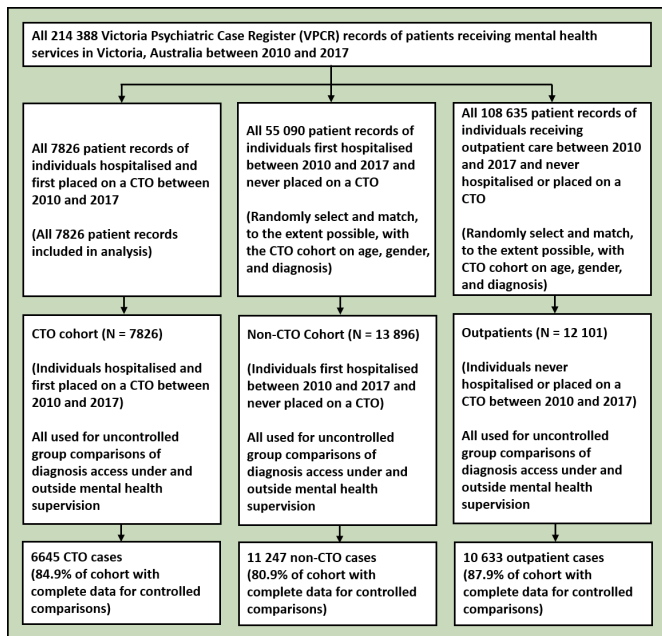 All 214 388 Victoria Psychiatric Case Register (VPCR) records of patients receiving mental health
services in Victoria, Australia between 2010 and 2017
All 7826 patient records of
individuals hospitalised and
first placed on a CTO between
2010 and 2017
(All 7826 patient records
included in analysis)
All 55 090 patient records of
individuals first hospitalised
between 2010 and 2017 and
never placed on a CTO
(Randomly select and match,
to the extent possible, with
the CTO cohort on age, gender,
and diagnosis)
All 108 635 patient records of
individuals receiving
outpatient care between 2010
and 2017 and never
hospitalised or placed on a
CTO
(Randomly select and match,
to the extent possible, with
CTO cohort on age, gender,
and diagnosis)
CTO cohort (N = 7826)
(Individuals hospitalised and
first placed on a CTO between
2010 and 2017)
All used for uncontrolled
group comparisons of
diagnosis access under and
outside mental health
supervision
Non-CTO Cohort (N = 13 896)
(Individuals first hospitalised
between 2010 and 2017 and
never placed on a CTO)
All used for uncontrolled
group comparisons of
diagnosis access under and
outside mental health
supervision
Outpatients (N = 12 101)
(Individuals never
hospitalised or placed on a
CTO between 2010 and 2017)
All used for uncontrolled
group comparisons of
diagnosis access under and
outside mental health
supervision
6645 CTO cases
(84.9% of cohort with
complete data for controlled
comparisons)
11 247 non-CTO cases
(80.9% of cohort with
complete data for controlled
comparisons)
10 633 outpatient cases
(87.9% of cohort with
complete data for controlled
comparisons)